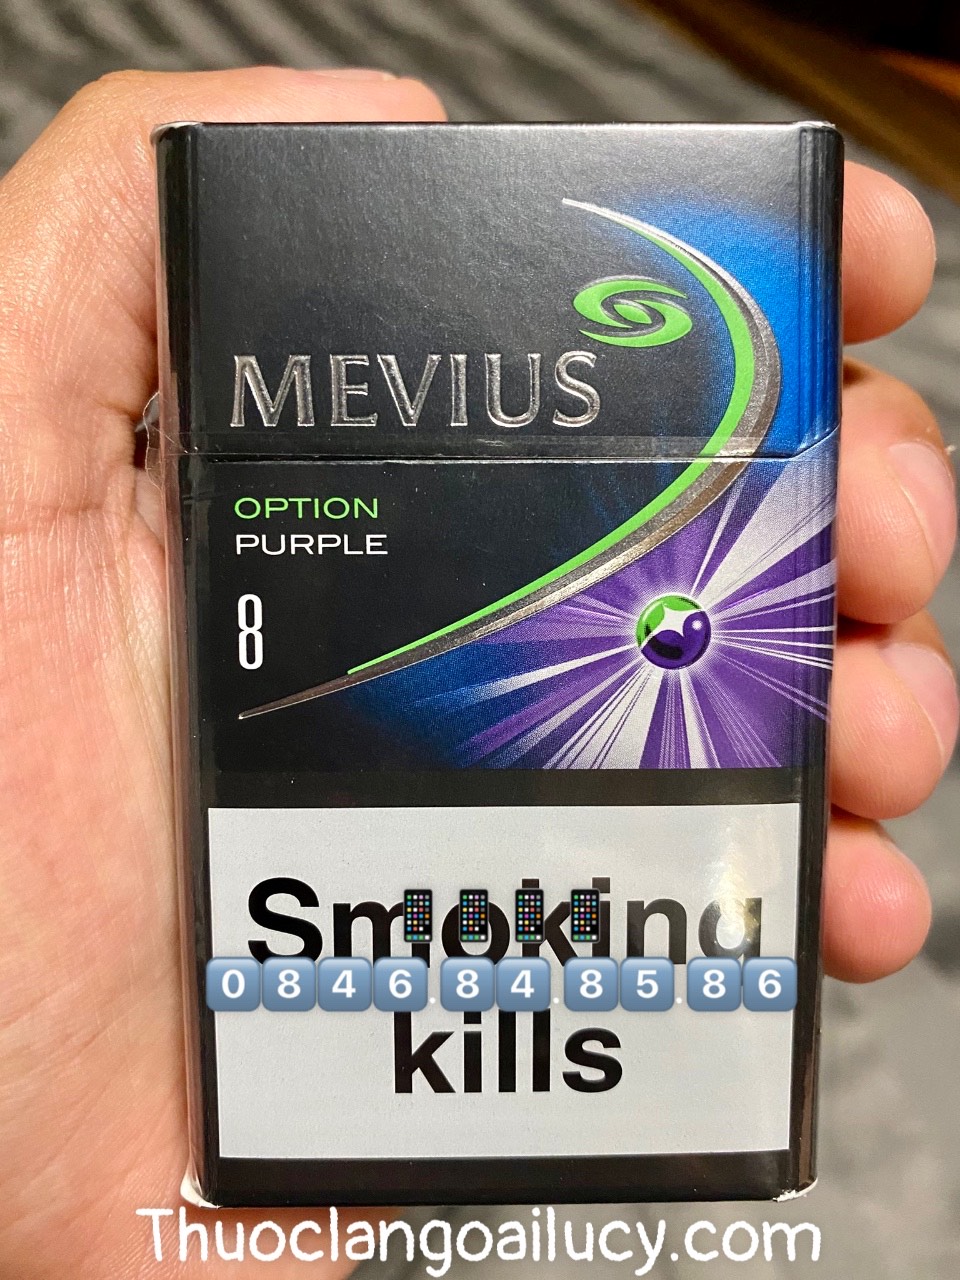 MEVIUS
OPTION
PURPLE
8
Smoking
0846.84.85.86
kills
Thuoclangoailucy.com